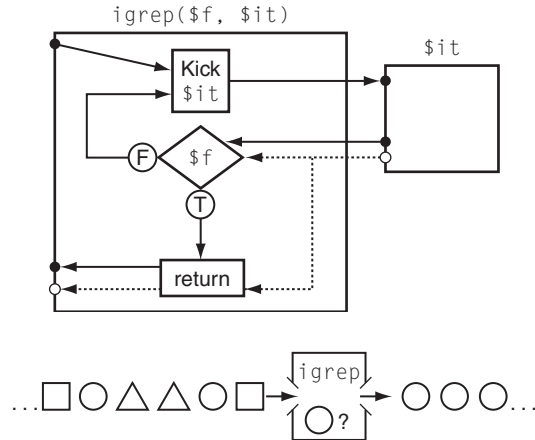 igrep($f, $it)
$it
Kick
$it
F
$f
T
return
igrep
...
?
...